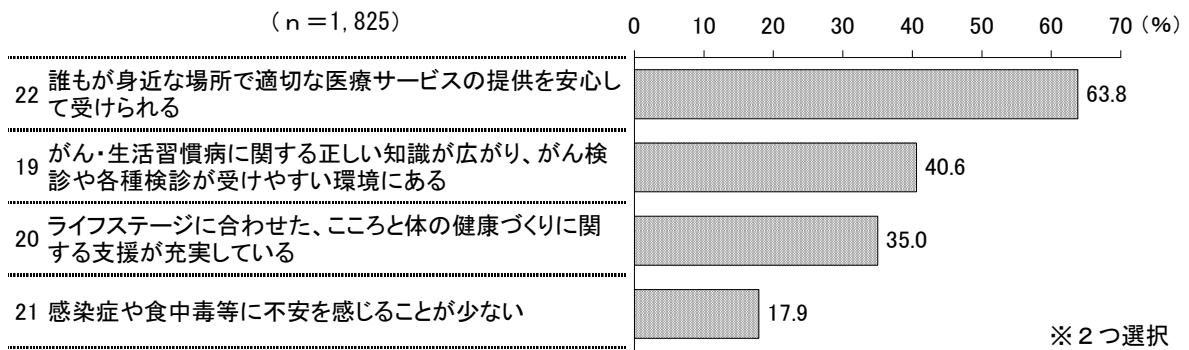 (n=1,825)
0 10 20 30 40 50 60 70 (%)
22 誰もが身近な場所で適切な医療サービスの提供を安心し
て受けられる
63.8
19 がん・生活習慣病に関する正しい知識が広がり、がん検
診や各種検診が受けやすい環境にある
40.6
20 ライフステージに合わせた、こころと体の健康づくりに関
する支援が充実している
35.0
21 感染症や食中毒等に不安を感じることが少ない
17.9
※2つ選択